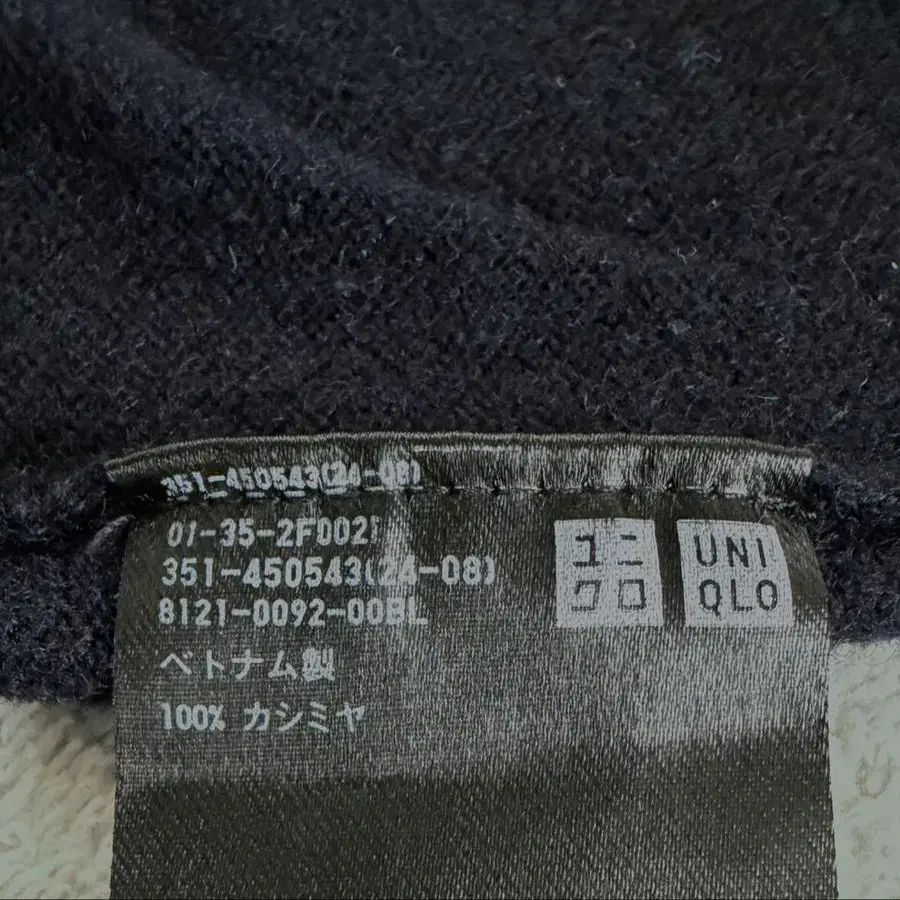 351-450543(24-08)
01-35-2F002
351-450543(24-08)
8121-0092-00BL
ベトナム製
100% カシミヤ
ユニ
クロ
UNI
QLO